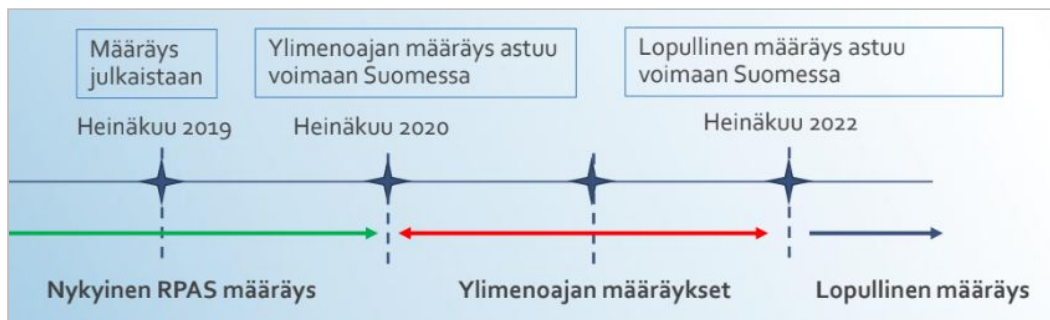 Määräys
julkaistaan
Ylimenoajan määräys astuu
voimaan Suomessa
Lopullinen määräys astuu
voimaan Suomessa
Heinäkuu 2019
Heinäkuu 2020
Heinäkuu 2022
Nykyinen RPAS määräys
Ylimenoajan määräykset
Lopullinen määräys